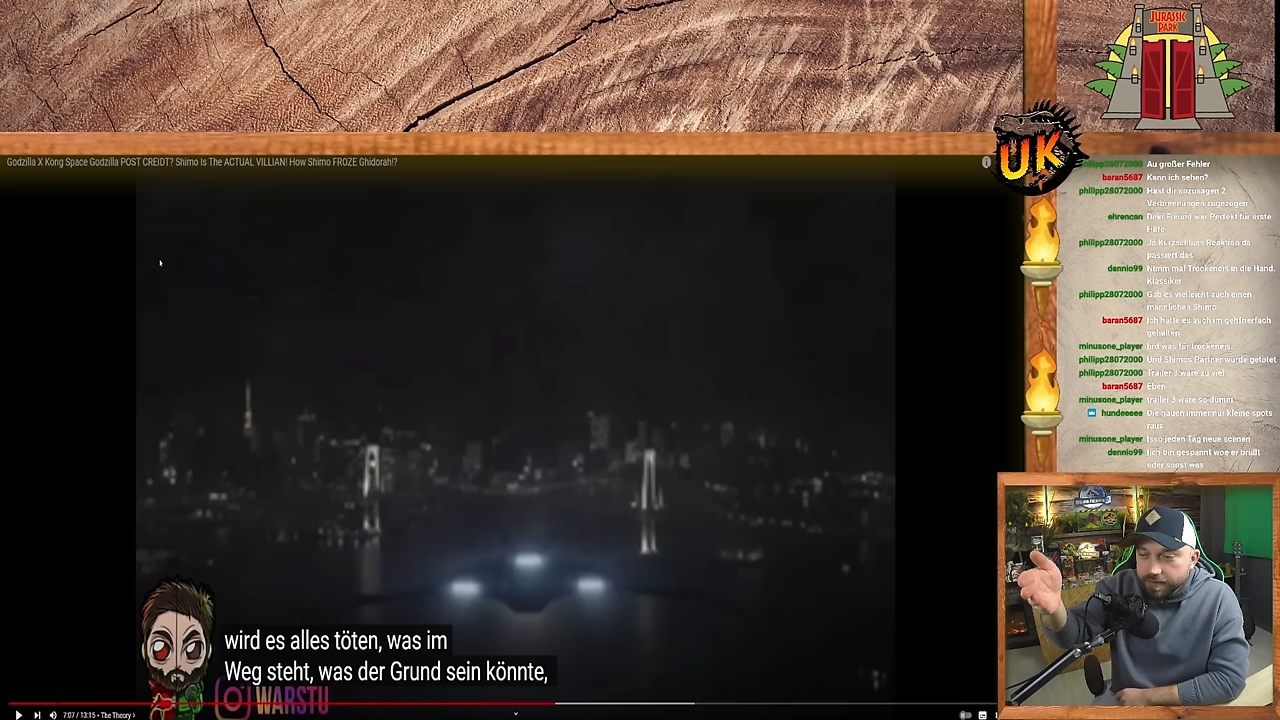 JURASSIC
PARK
UK
Godzilla X Kong Space Godzilla POST CREIDT? Shimo Is The ACTUAL VILLIAN! How Shimo FROZE Ghidorah!?
philipp28072000 Au großer Fehler
baran5687 Kann ich sehen?
philipp28072000 Hast dir sozusagen 2
Verbrennungen zugezogen
ehrencan Dein Freund war Perfekt für erste
Hilfe
philipp28072000 Ja Kurzschluss Reaktion da
passiert das
dennio99 Nimm mal Trockeneis in die Hand.
Klassiker
philipp28072000 Gab es vielleicht auch einen
männlichen Shimo
baran5687 Ich hatte es auch im gehfrierfach
gehalten
minusone_player brd was für trockeneis
philipp28072000 Und Shimos Partner wurde getötet
philipp28072000 Trailer 3 wäre zu viel
baran5687 Eben
minusone_player trailer 3 wäre so dumm
hundeeeee Die hauen immer nur kleine spots
raus
minusone_player Isso jeden Tag neue scenen
dennio99 Iich bin gespannt woe er brüllt
oder sonst was
wird es alles töten, was im
Weg steht, was der Grund sein könnte,
WARSTU
7:07 / 13:15 • The Theory ›